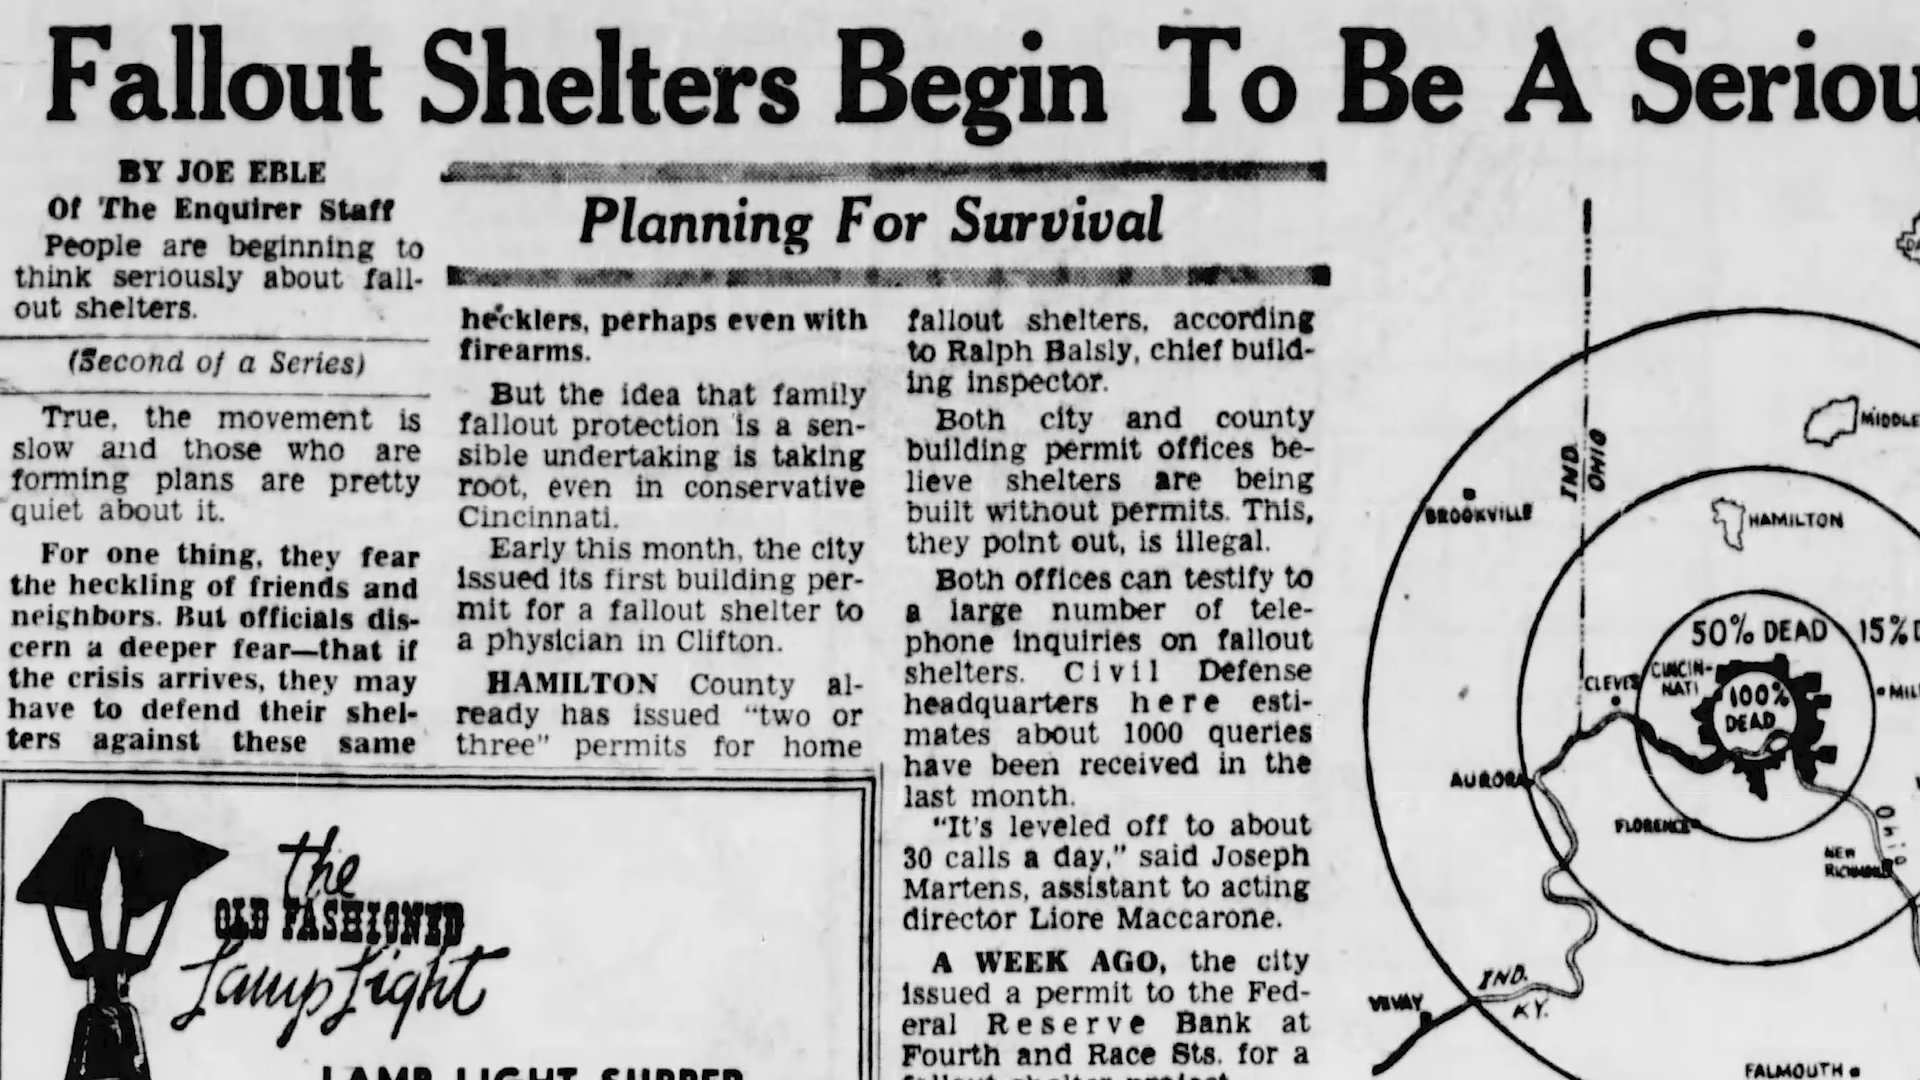 Fallout Shelters Begin To Be A Seriou
BY JOE EBLE
Of The Enquirer Staff
People are beginning to
think seriously about fall-
out shelters.
(Second of a Series)
True, the movement is
slow and those who are
forming plans are pretty
quiet about it.
For one thing, they fear
the heckling of friends and
neighbors. But officials dis-
cern a deeper fear—that if
the crisis arrives, they may
have to defend their shel-
ters against these same
Planning For Survival
hecklers, perhaps even with
firearms.
But the idea that family
fallout protection is a sen-
sible undertaking is taking
root, even in conservative
Cincinnati.
Early this month, the city
issued its first building per-
mit for a fallout shelter to
a physician in Clifton.
HAMILTON County al-
ready has issued "two or
three" permits for home
fallout shelters, according
to Ralph Balsly, chief build-
ing inspector.
Both city and county
building permit offices be-
lieve shelters are being
built without permits. This,
they point out, is illegal.
Both offices can testify to
a large number of tele-
phone inquiries on fallout
shelters. Civil Defense
headquarters here esti-
mates about 1000 queries
have been received in the
last month.
"It's leveled off to about
30 calls a day," said Joseph
Martens, assistant to acting
director Liore Maccarone.
A WEEK AGO, the city
issued a permit to the Fed-
eral Reserve Bank at
Fourth and Race Sts. for a
fallout shelter project.
the
OLD FASHIONED
Lamp Light
LAMP LIGHT SUPPER
IND.
OHIO
MIDDLE
BROOKVILLE
HAMILTON
50% DEAD
15% D
CLEVES
CINCIN-
NATI
100%
DEAD
MIL
AURORA
FLORENCE
Ohio
NEW
RICHMOND
IND.
KY.
VEVAY
FALMOUTH